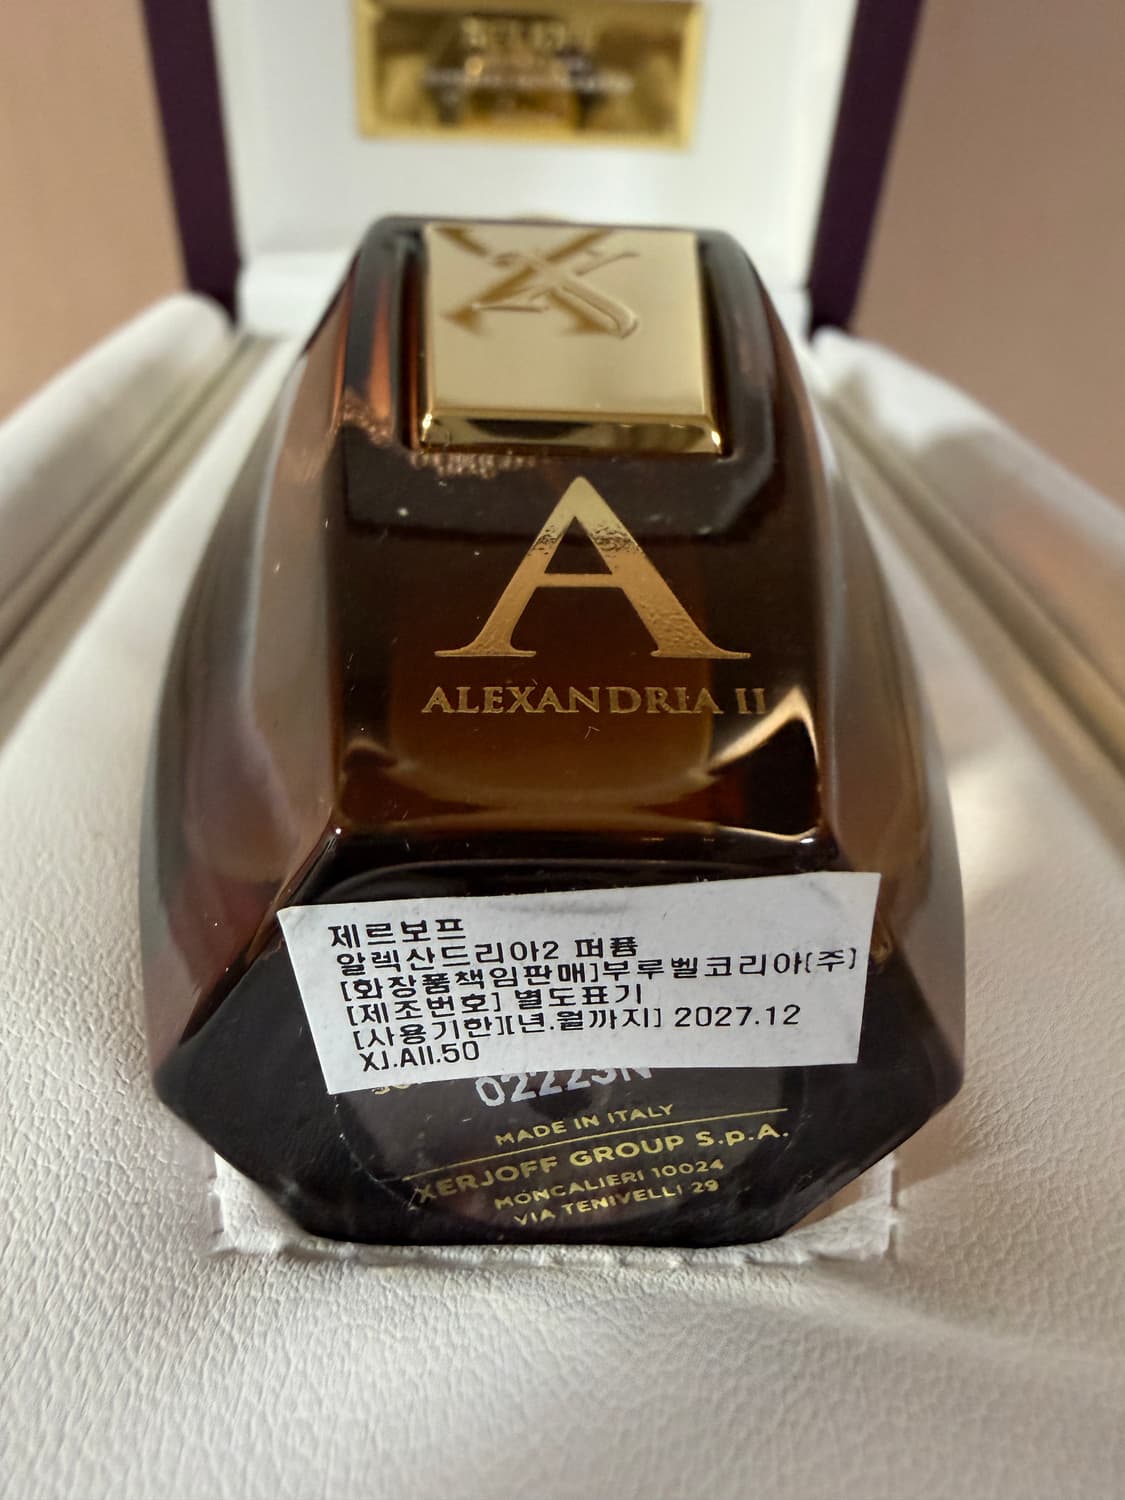 A
ALEXANDRIA II
제르보프
알렉산드리아2 퍼퓸
[화장품책임판매]부루벨코리아(주)
[제조번호] 별도표기
[사용기한][년.월까지] 2027.12
XJ.AII.50
MADE IN ITALY
XERJOFF GROUP S.p.A.
MONCALIERI 10024
VIA TENIVELLI 29